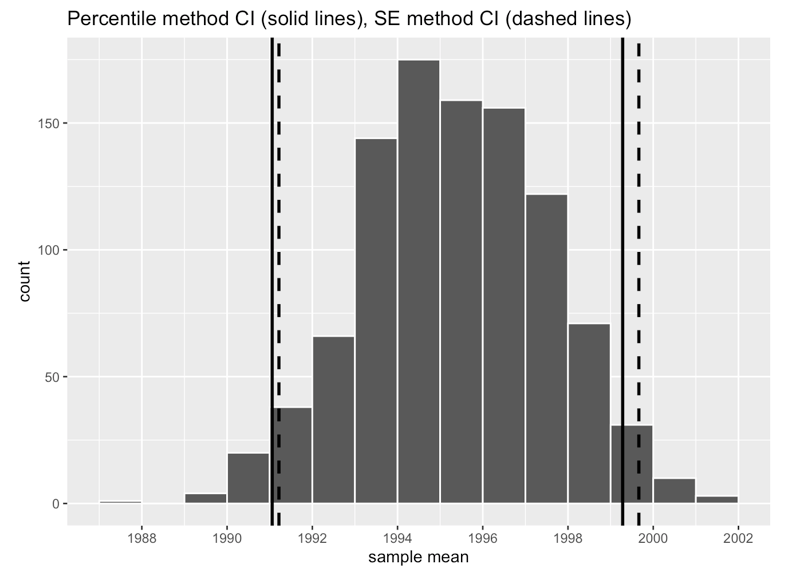 Percentile method CI (solid lines), SE method CI (dashed lines)
150
100
50
0
count
1988 1990 1992 1994 1996 1998 2000 2002
sample mean